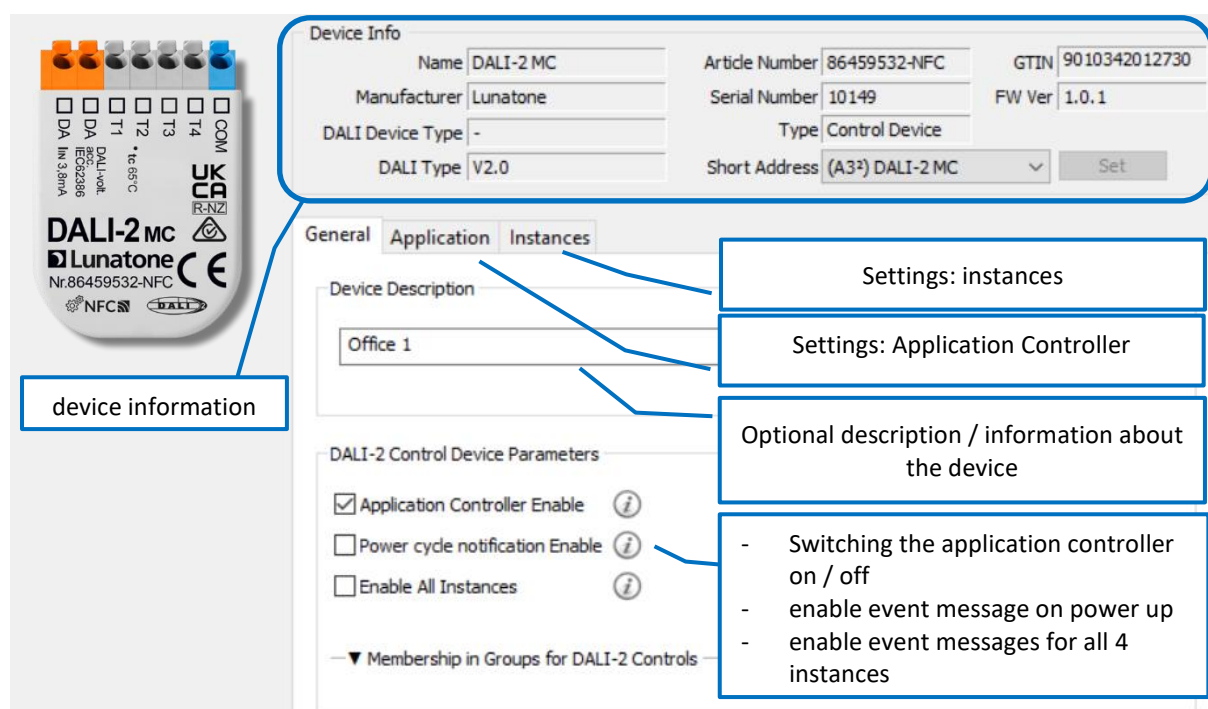 Device Info
Name DALI-2 MC Article Number 86459532-NFC GTIN 9010342012730
Manufacturer Lunatone Serial Number 10149 FW Ver 1.0.1
DALI Device Type - Type Control Device
DALI Type V2.0 Short Address (A3²) DALI-2 MC Set
DA DA T1 T2 T3 T4 COM
IN 3,8mA
DALI-volt.
acc.
IEC62386
* tc 65°C
UK
CA
R-NZ
DALI-2 MC
Lunatone CE
Nr.86459532-NFC
NFC DALI 2
device information
General Application Instances
Settings: instances
Device Description
Office 1
Settings: Application Controller
Optional description / information about
the device
DALI-2 Control Device Parameters
Application Controller Enable i
Power cycle notification Enable i
Enable All Instances i
- Switching the application controller
on / off
- enable event message on power up
- enable event messages for all 4
instances
▼ Membership in Groups for DALI-2 Controls